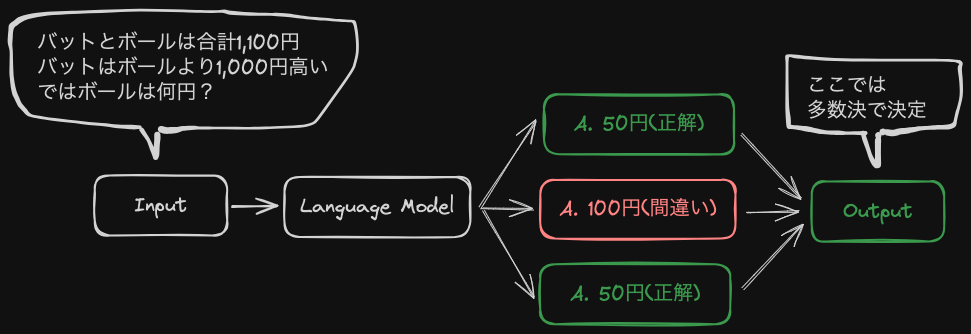 バットとボールは合計1,100円
バットはボールより1,000円高い
ではボールは何円？
ここでは
多数決で決定
A. 50円(正解)
Input
Language Model
A. 100円(間違い)
Output
A. 50円(正解)